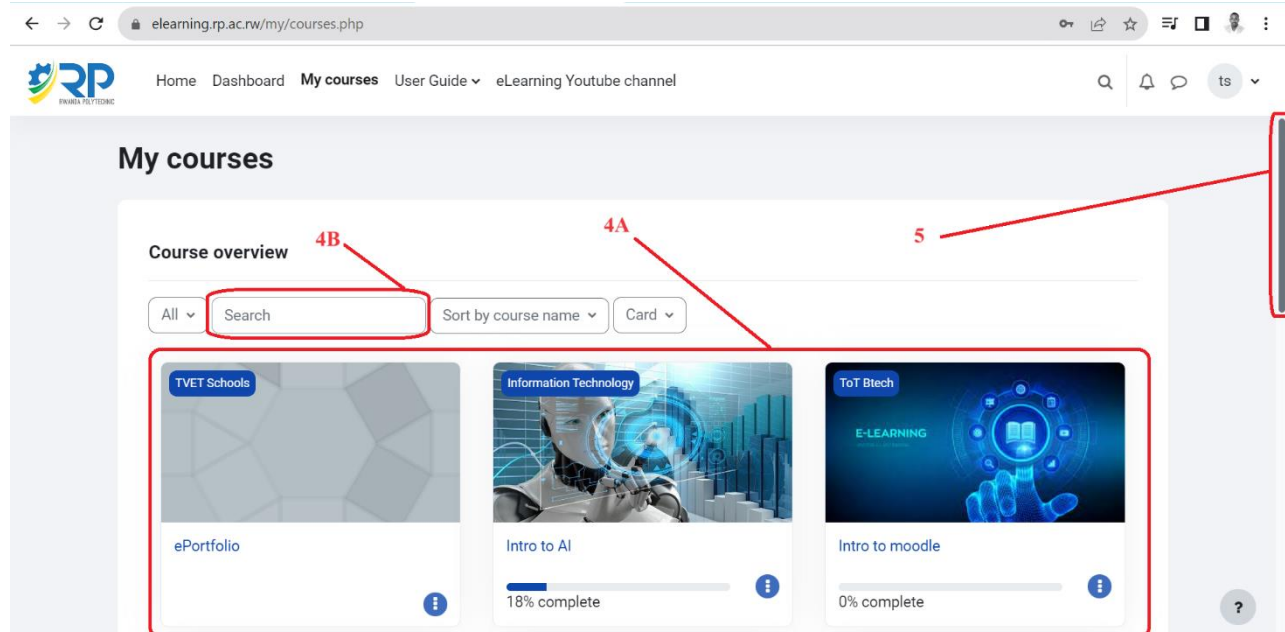 elearning.rp.ac.rw/my/courses.php
RP
RWANDA POLYTECHNIC
Home Dashboard My courses User Guide eLearning Youtube channel
ts
My courses
4B
4A
5
Course overview
All Search Sort by course name Card
TVET Schools Information Technology ToT Btech
E-LEARNING
ePortfolio Intro to AI Intro to moodle
18% complete 0% complete
?